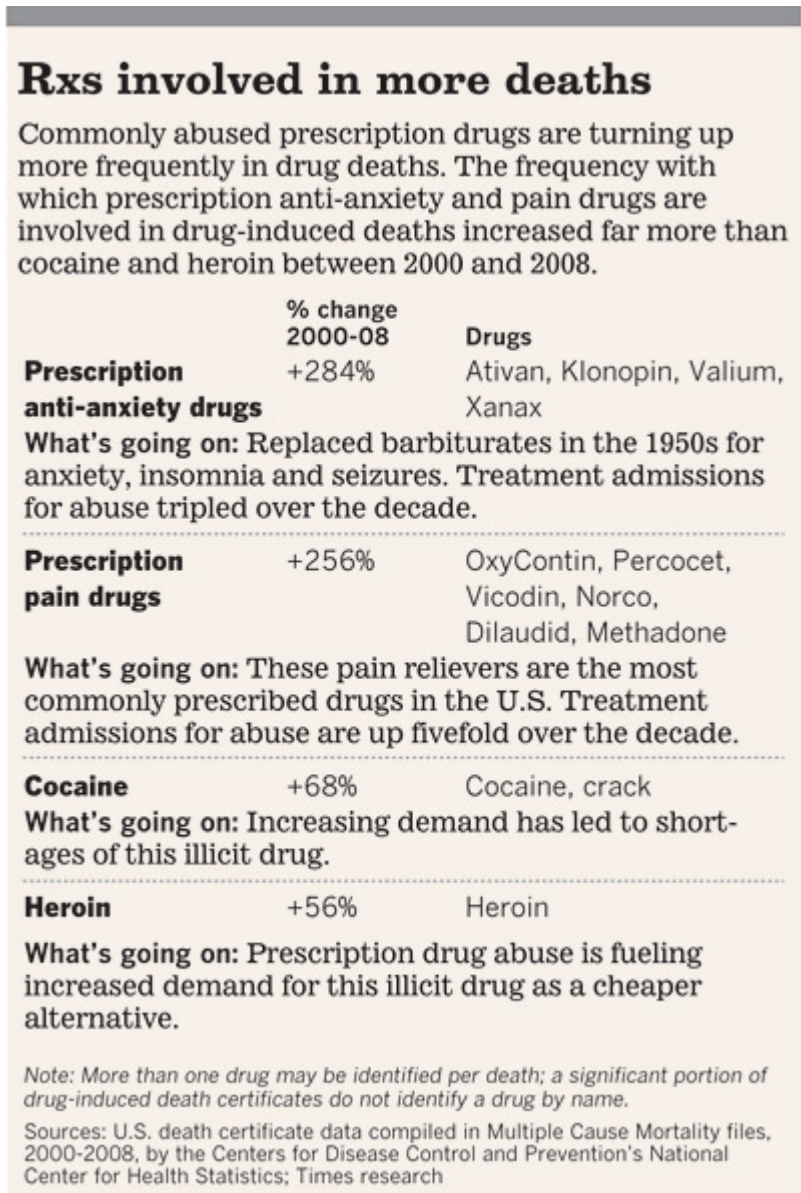 Rxs involved in more deaths
Commonly abused prescription drugs are turning up
more frequently in drug deaths. The frequency with
which prescription anti-anxiety and pain drugs are
involved in drug-induced deaths increased far more than
cocaine and heroin between 2000 and 2008.
% change
2000-08 Drugs
Prescription +284% Ativan, Klonopin, Valium,
anti-anxiety drugs Xanax
What's going on: Replaced barbiturates in the 1950s for
anxiety, insomnia and seizures. Treatment admissions
for abuse tripled over the decade.
Prescription +256% OxyContin, Percocet,
pain drugs Vicodin, Norco,
Dilaudid, Methadone
What's going on: These pain relievers are the most
commonly prescribed drugs in the U.S. Treatment
admissions for abuse are up fivefold over the decade.
Cocaine +68% Cocaine, crack
What's going on: Increasing demand has led to short-
ages of this illicit drug.
Heroin +56% Heroin
What's going on: Prescription drug abuse is fueling
increased demand for this illicit drug as a cheaper
alternative.
Note: More than one drug may be identified per death; a significant portion of
drug-induced death certificates do not identify a drug by name.
Sources: U.S. death certificate data compiled in Multiple Cause Mortality files,
2000-2008, by the Centers for Disease Control and Prevention's National
Center for Health Statistics; Times research